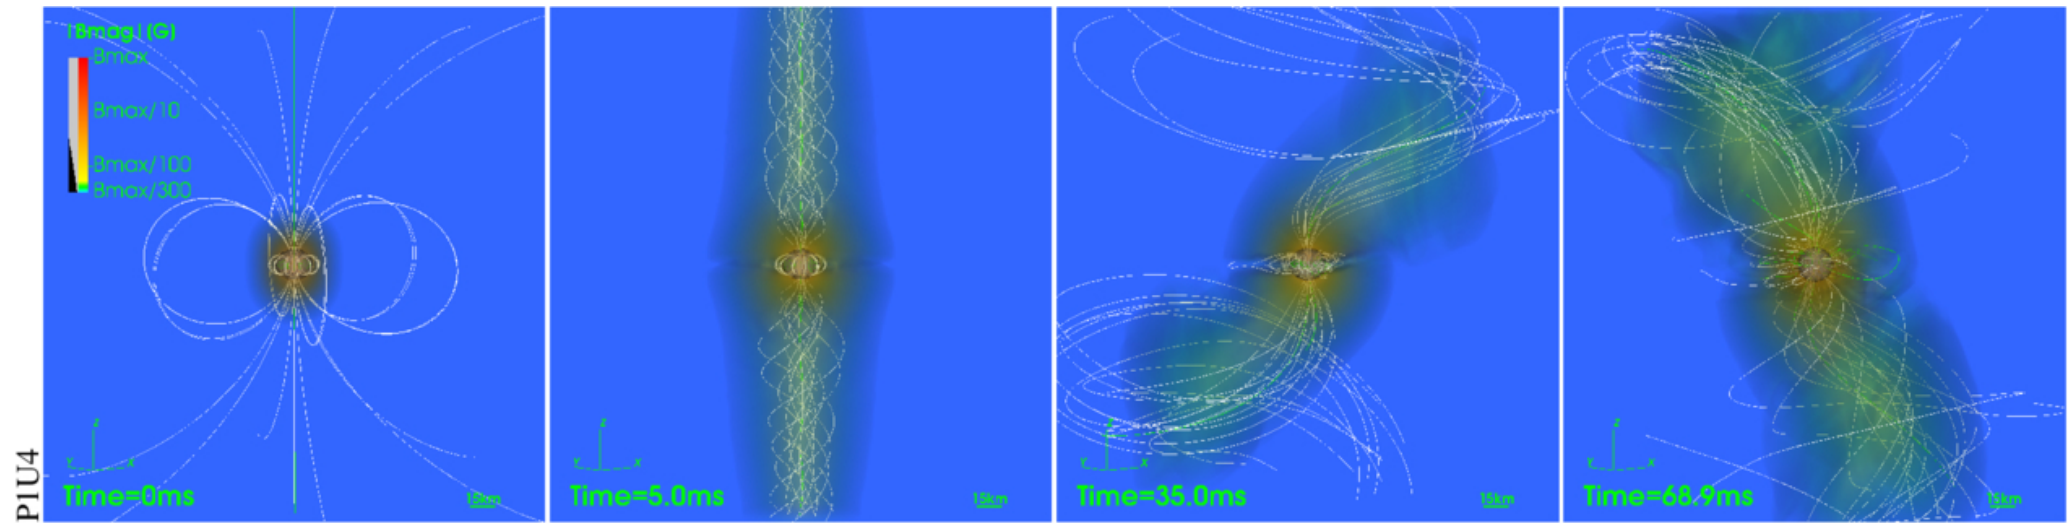 |Bmag|(G)
Bmax
Bmax/10
Bmax/100
Bmax/300
P1U4
Z
Y X
Time=0ms
15km
Z
Y X
Time=5.0ms
15km
Z
Y X
Time=35.0ms
15km
Z
Y X
Time=68.9ms
15km